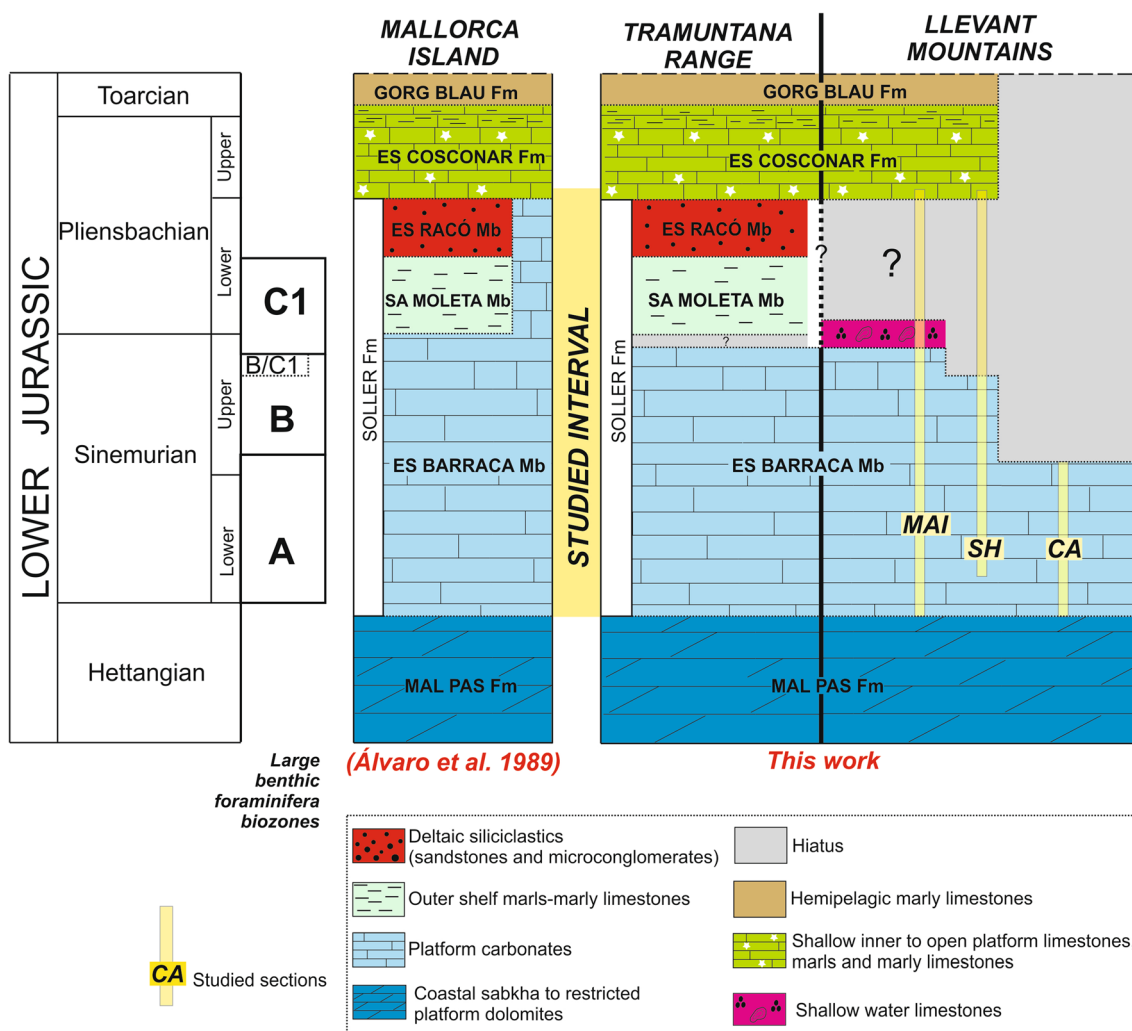 MALLORCA
ISLAND
TRAMUNTANA
RANGE
LLEVANT
MOUNTAINS
LOWER JURASSIC
Toarcian
Pliensbachian
Upper
Lower
Sinemurian
Upper
Lower
Hettangian
C1
B/C1
B
A
Large
benthic
foraminifera
biozones
GORG BLAU Fm
ES COSCONAR Fm
ES RACÓ Mb
SA MOLETA Mb
SOLLER Fm
ES BARRACA Mb
MAL PAS Fm
(Álvaro et al. 1989)
STUDIED INTERVAL
GORG BLAU Fm
ES COSCONAR Fm
ES RACÓ Mb
?
?
SA MOLETA Mb
?
SOLLER Fm
ES BARRACA Mb
MAI
SH
CA
MAL PAS Fm
This work
CA
Studied sections
Deltaic siliciclastics
(sandstones and microconglomerates)
Outer shelf marls-marly limestones
Platform carbonates
Coastal sabkha to restricted
platform dolomites
Hiatus
Hemipelagic marly limestones
Shallow inner to open platform limestones
marls and marly limestones
Shallow water limestones